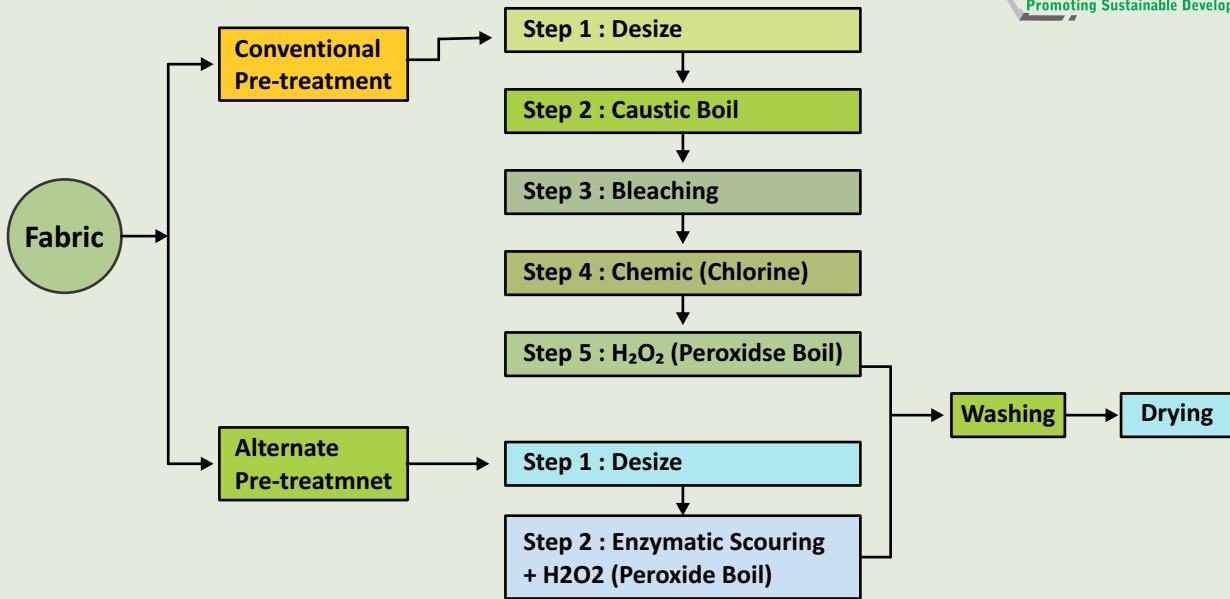 Promoting Sustainable Develop
Conventional
Pre-treatment
Step 1 : Desize
Step 2 : Caustic Boil
Step 3 : Bleaching
Fabric
Step 4 : Chemic (Chlorine)
Step 5 : H₂O₂ (Peroxidse Boil)
Washing
Drying
Alternate
Pre-treatmnet
Step 1 : Desize
Step 2 : Enzymatic Scouring
+ H2O2 (Peroxide Boil)